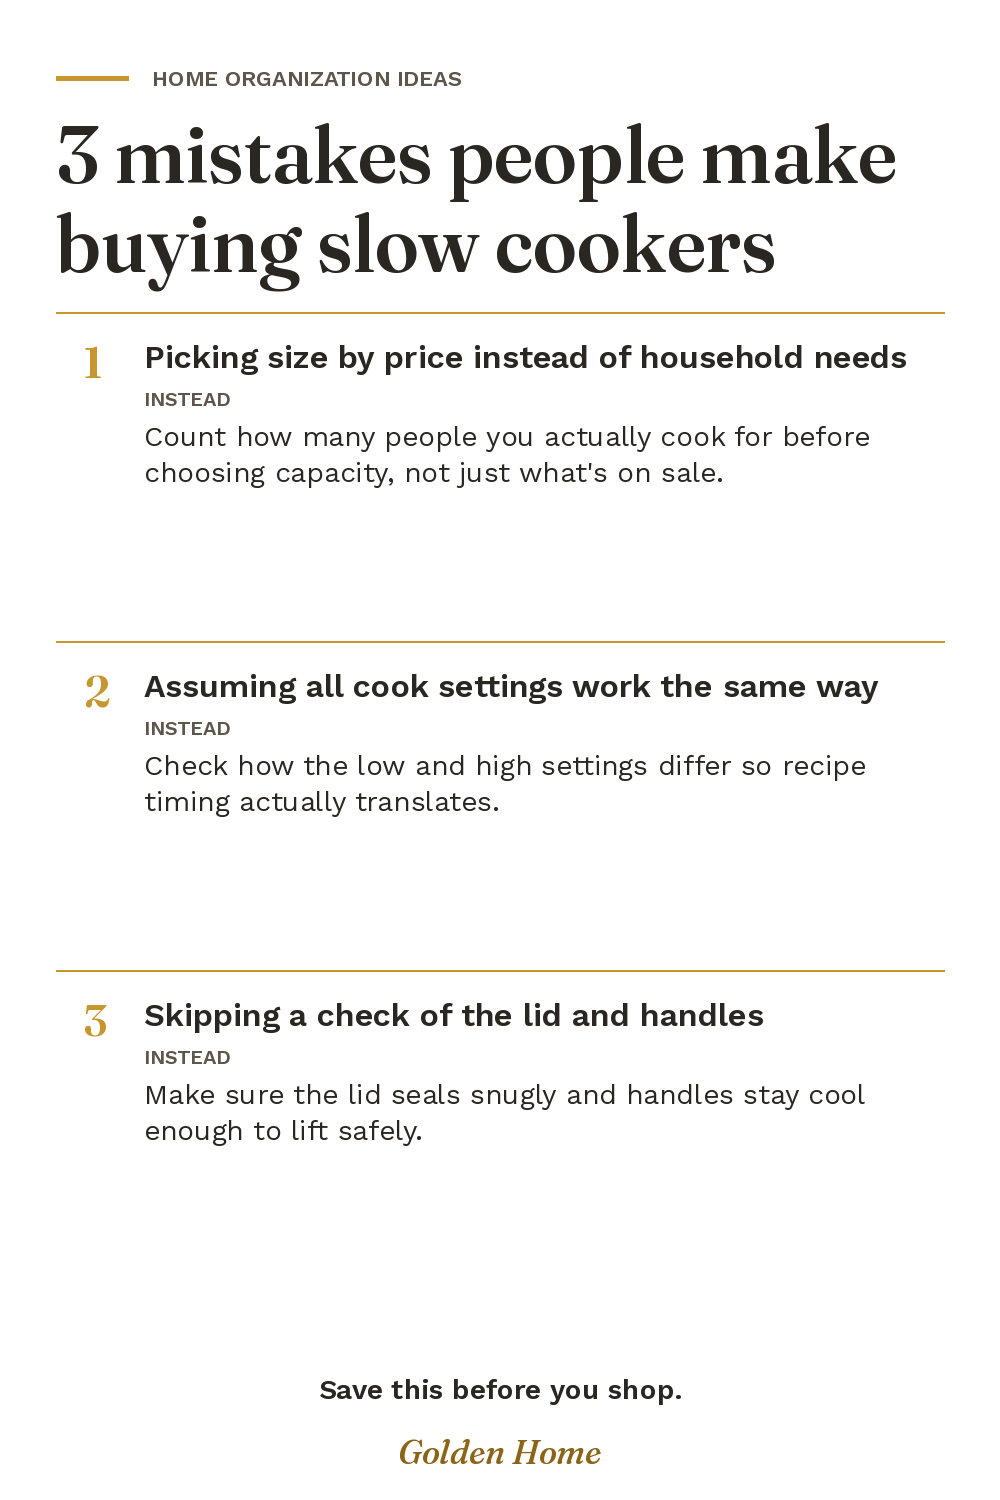 HOME ORGANIZATION IDEAS
3 mistakes people make
buying slow cookers
1
Picking size by price instead of household needs
INSTEAD
Count how many people you actually cook for before
choosing capacity, not just what's on sale.
2
Assuming all cook settings work the same way
INSTEAD
Check how the low and high settings differ so recipe
timing actually translates.
3
Skipping a check of the lid and handles
INSTEAD
Make sure the lid seals snugly and handles stay cool
enough to lift safely.
Save this before you shop.
Golden Home